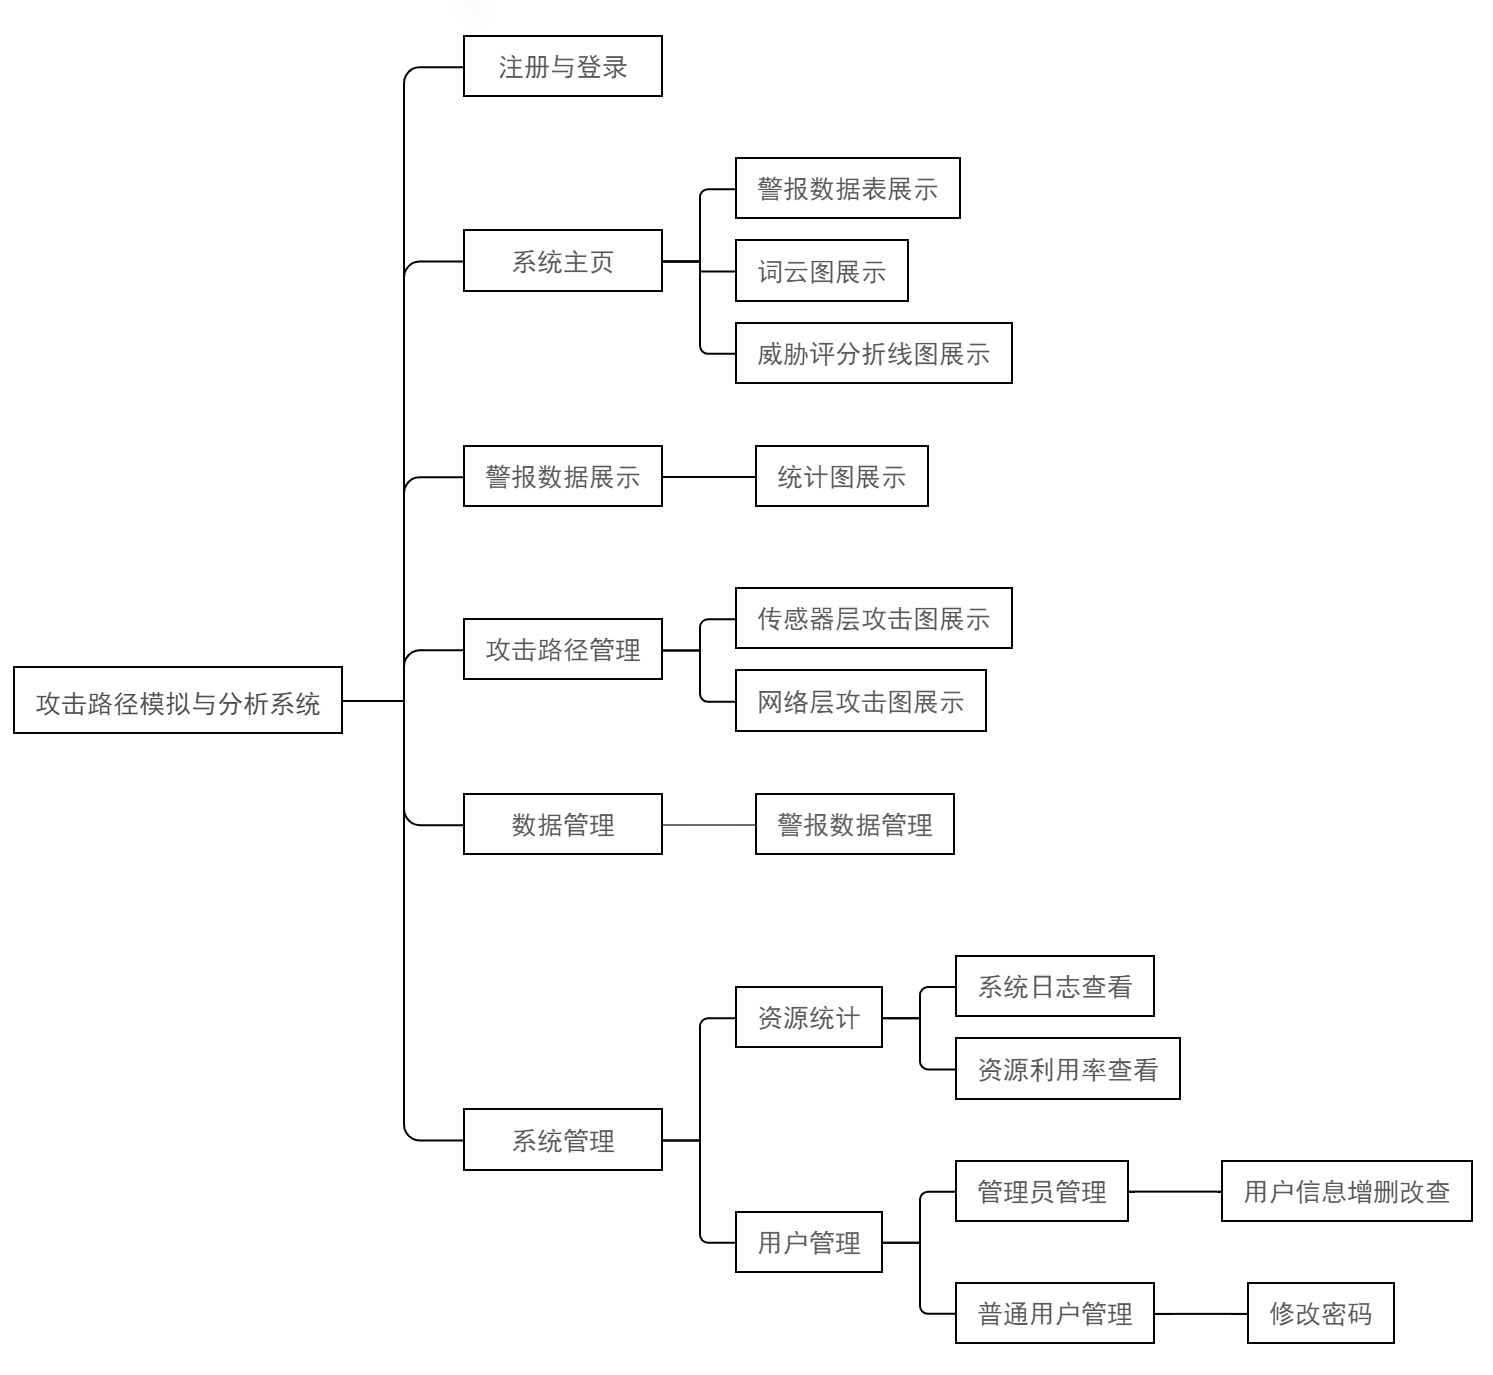 注册与登录
系统主页
警报数据表展示
词云图展示
威胁评分折线图展示
警报数据展示
统计图展示
攻击路径模拟与分析系统
攻击路径管理
传感器层攻击图展示
网络层攻击图展示
数据管理
警报数据管理
系统管理
资源统计
系统日志查看
资源利用率查看
用户管理
管理员管理
用户信息增删改查
普通用户管理
修改密码